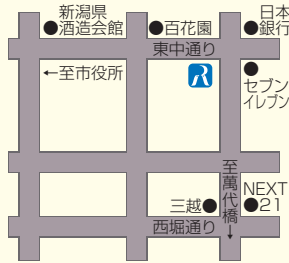 新潟県
酒造会館
百花園
日本
銀行
東中通り
←至市役所
R
セブン
イレブン
至萬代橋→
NEXT
21
三越
西堀通り